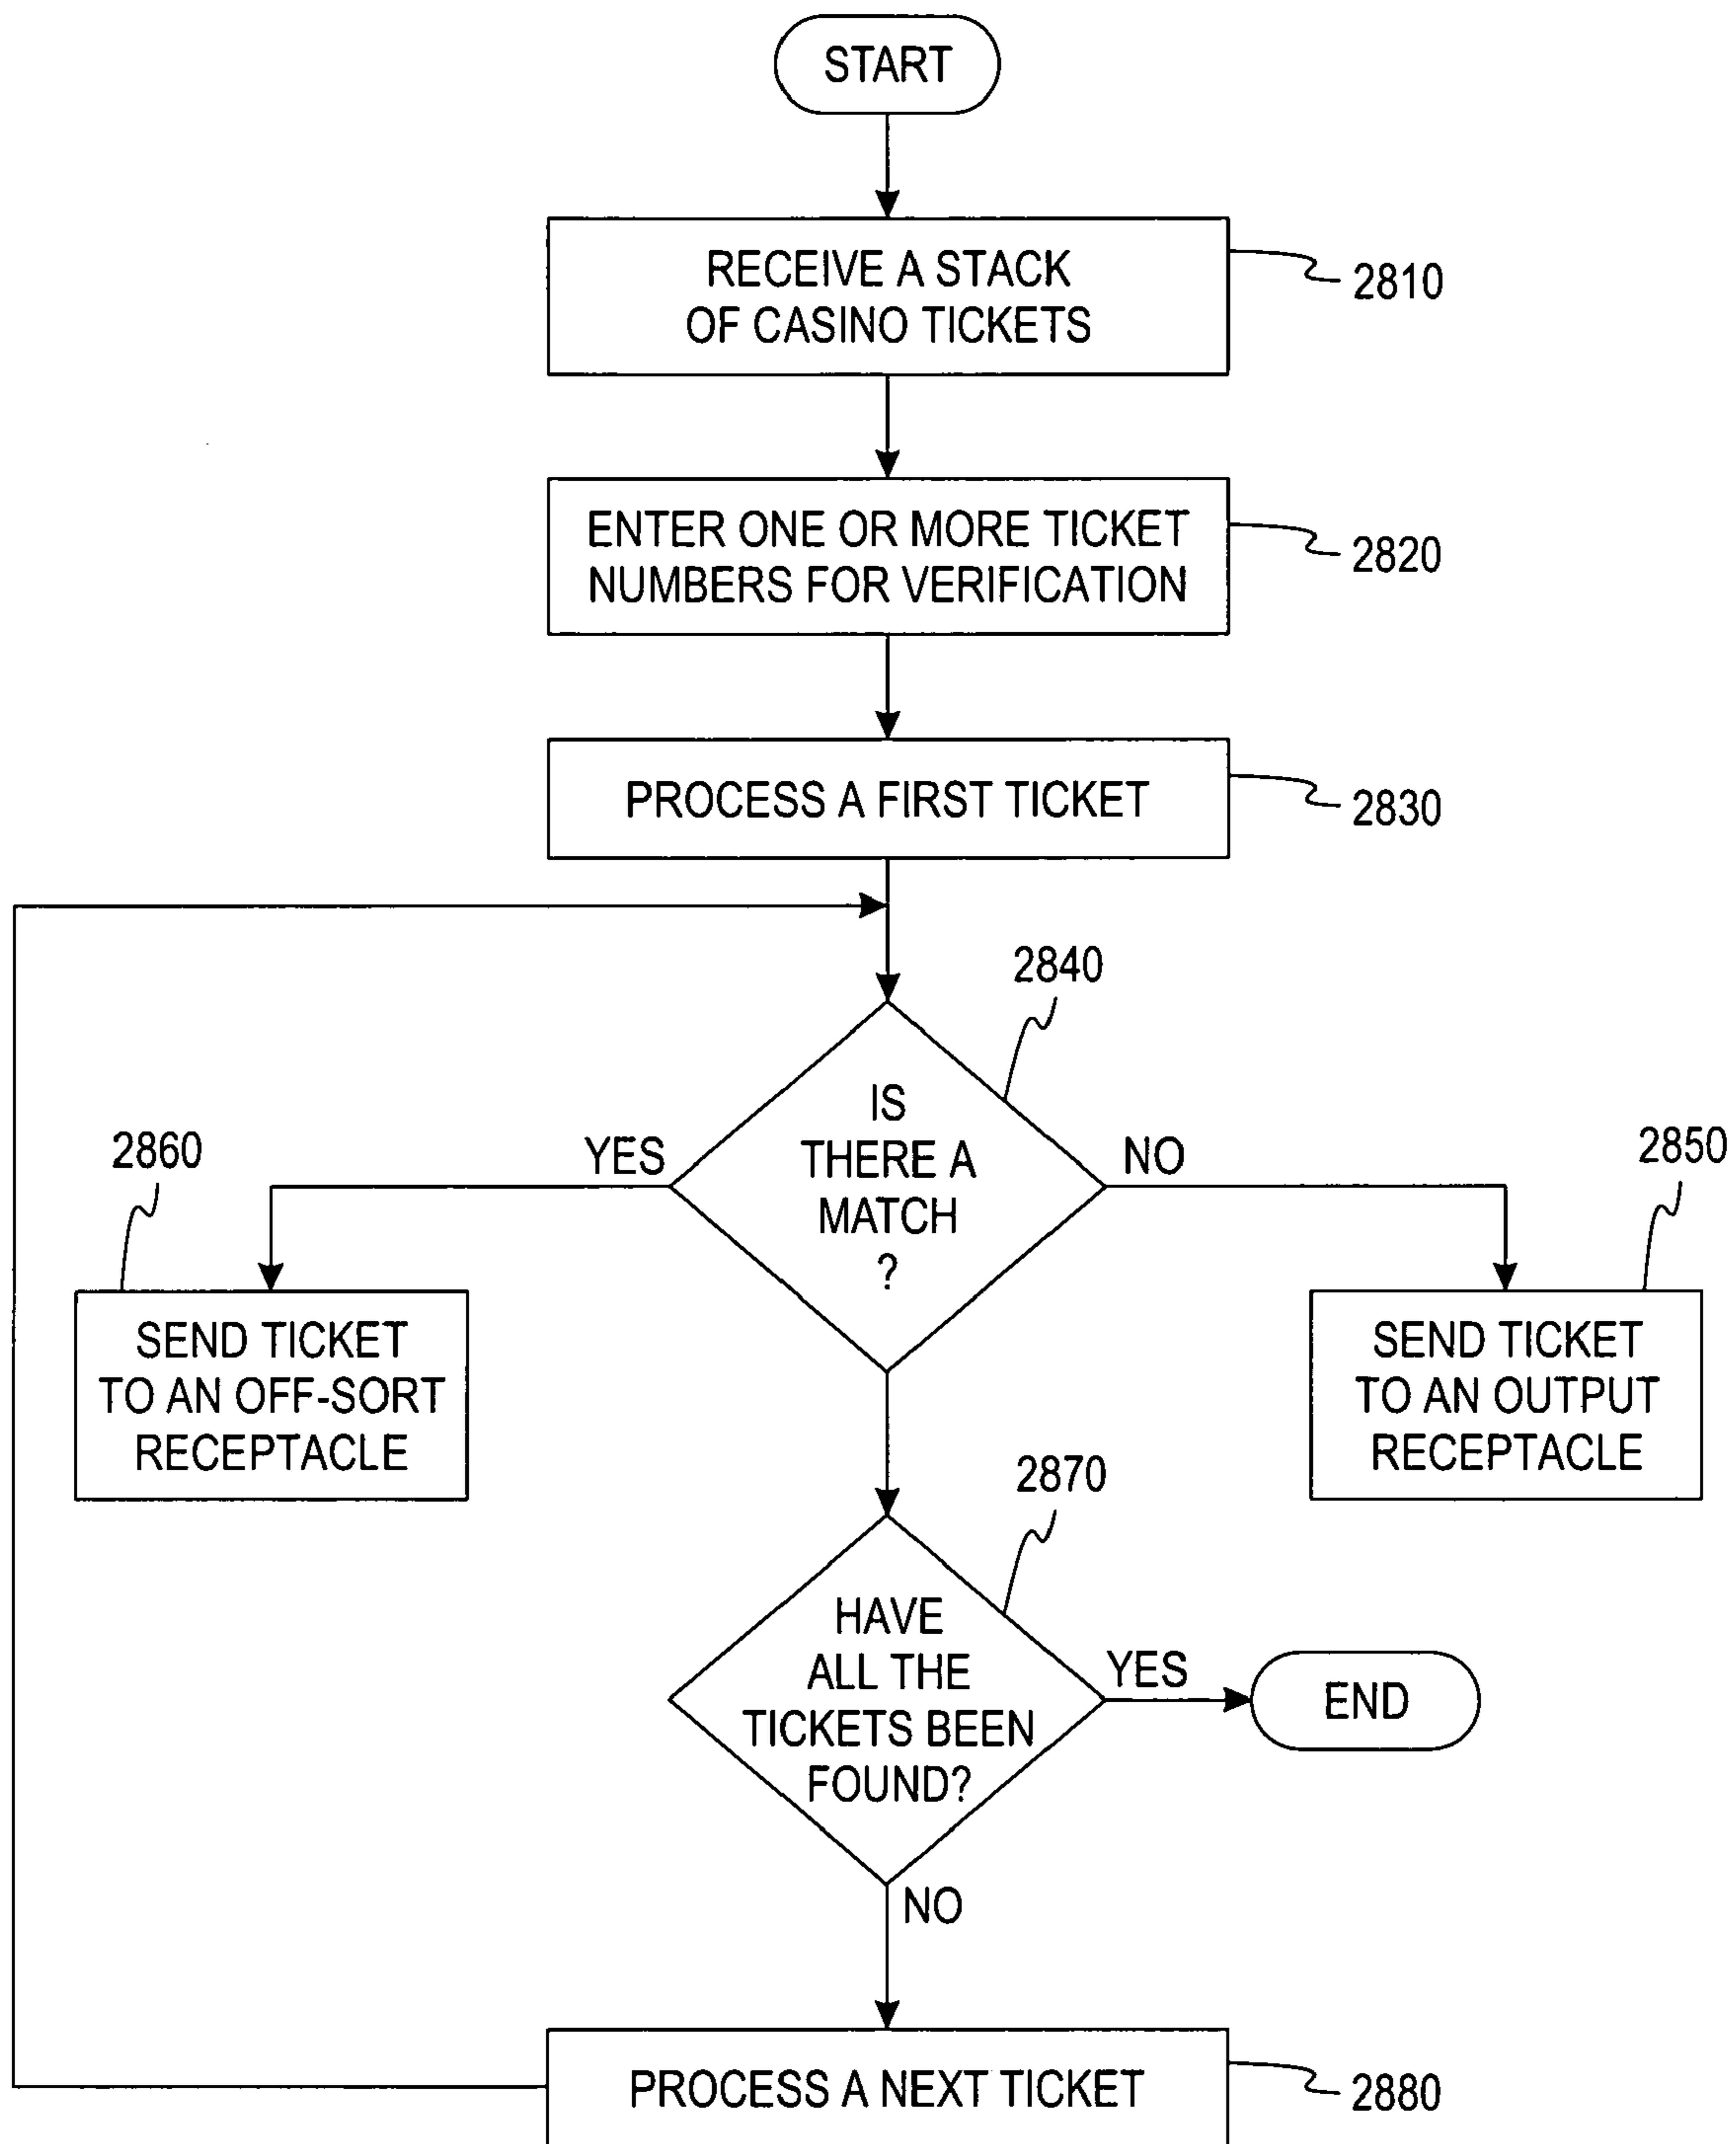 START
RECEIVE A STACK
OF CASINO TICKETS
2810
ENTER ONE OR MORE TICKET
NUMBERS FOR VERIFICATION
2820
PROCESS A FIRST TICKET
2830
2840
IS
THERE A
MATCH
?
YES
NO
2860
2850
SEND TICKET
TO AN OFF-SORT
RECEPTACLE
SEND TICKET
TO AN OUTPUT
RECEPTACLE
2870
HAVE
ALL THE
TICKETS BEEN
FOUND?
YES
END
NO
PROCESS A NEXT TICKET
2880